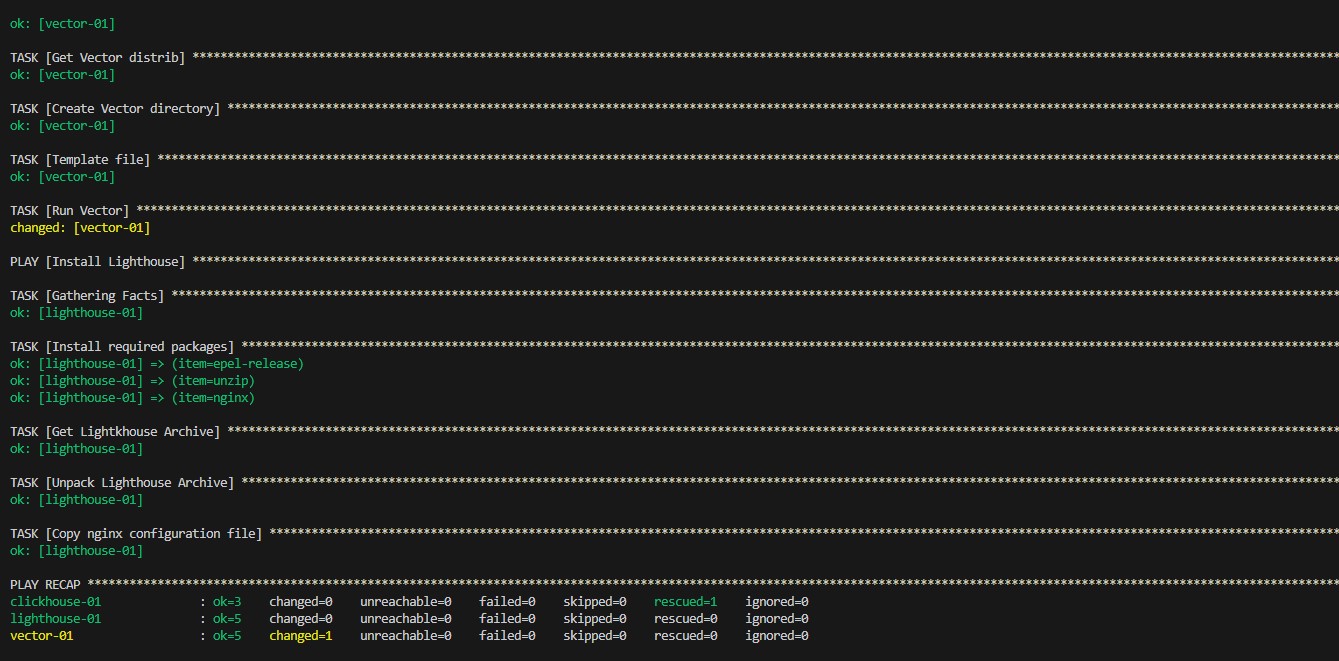 ok: [vector-01]
TASK [Get Vector distrib] ****************************************************************************************************************************************************************
ok: [vector-01]
TASK [Create Vector directory] ***********************************************************************************************************************************************************
ok: [vector-01]
TASK [Template file] *********************************************************************************************************************************************************************
ok: [vector-01]
TASK [Run Vector] ************************************************************************************************************************************************************************
changed: [vector-01]
PLAY [Install Lighthouse] ****************************************************************************************************************************************************************
TASK [Gathering Facts] *******************************************************************************************************************************************************************
ok: [lighthouse-01]
TASK [Install required packages] *********************************************************************************************************************************************************
ok: [lighthouse-01] => (item=epel-release)
ok: [lighthouse-01] => (item=unzip)
ok: [lighthouse-01] => (item=nginx)
TASK [Get Lightkhouse Archive] ***********************************************************************************************************************************************************
ok: [lighthouse-01]
TASK [Unpack Lighthouse Archive] *********************************************************************************************************************************************************
ok: [lighthouse-01]
TASK [Copy nginx configuration file] *****************************************************************************************************************************************************
ok: [lighthouse-01]
PLAY RECAP *******************************************************************************************************************************************************************************
clickhouse-01 : ok=3 changed=0 unreachable=0 failed=0 skipped=0 rescued=1 ignored=0
lighthouse-01 : ok=5 changed=0 unreachable=0 failed=0 skipped=0 rescued=0 ignored=0
vector-01 : ok=5 changed=1 unreachable=0 failed=0 skipped=0 rescued=0 ignored=0